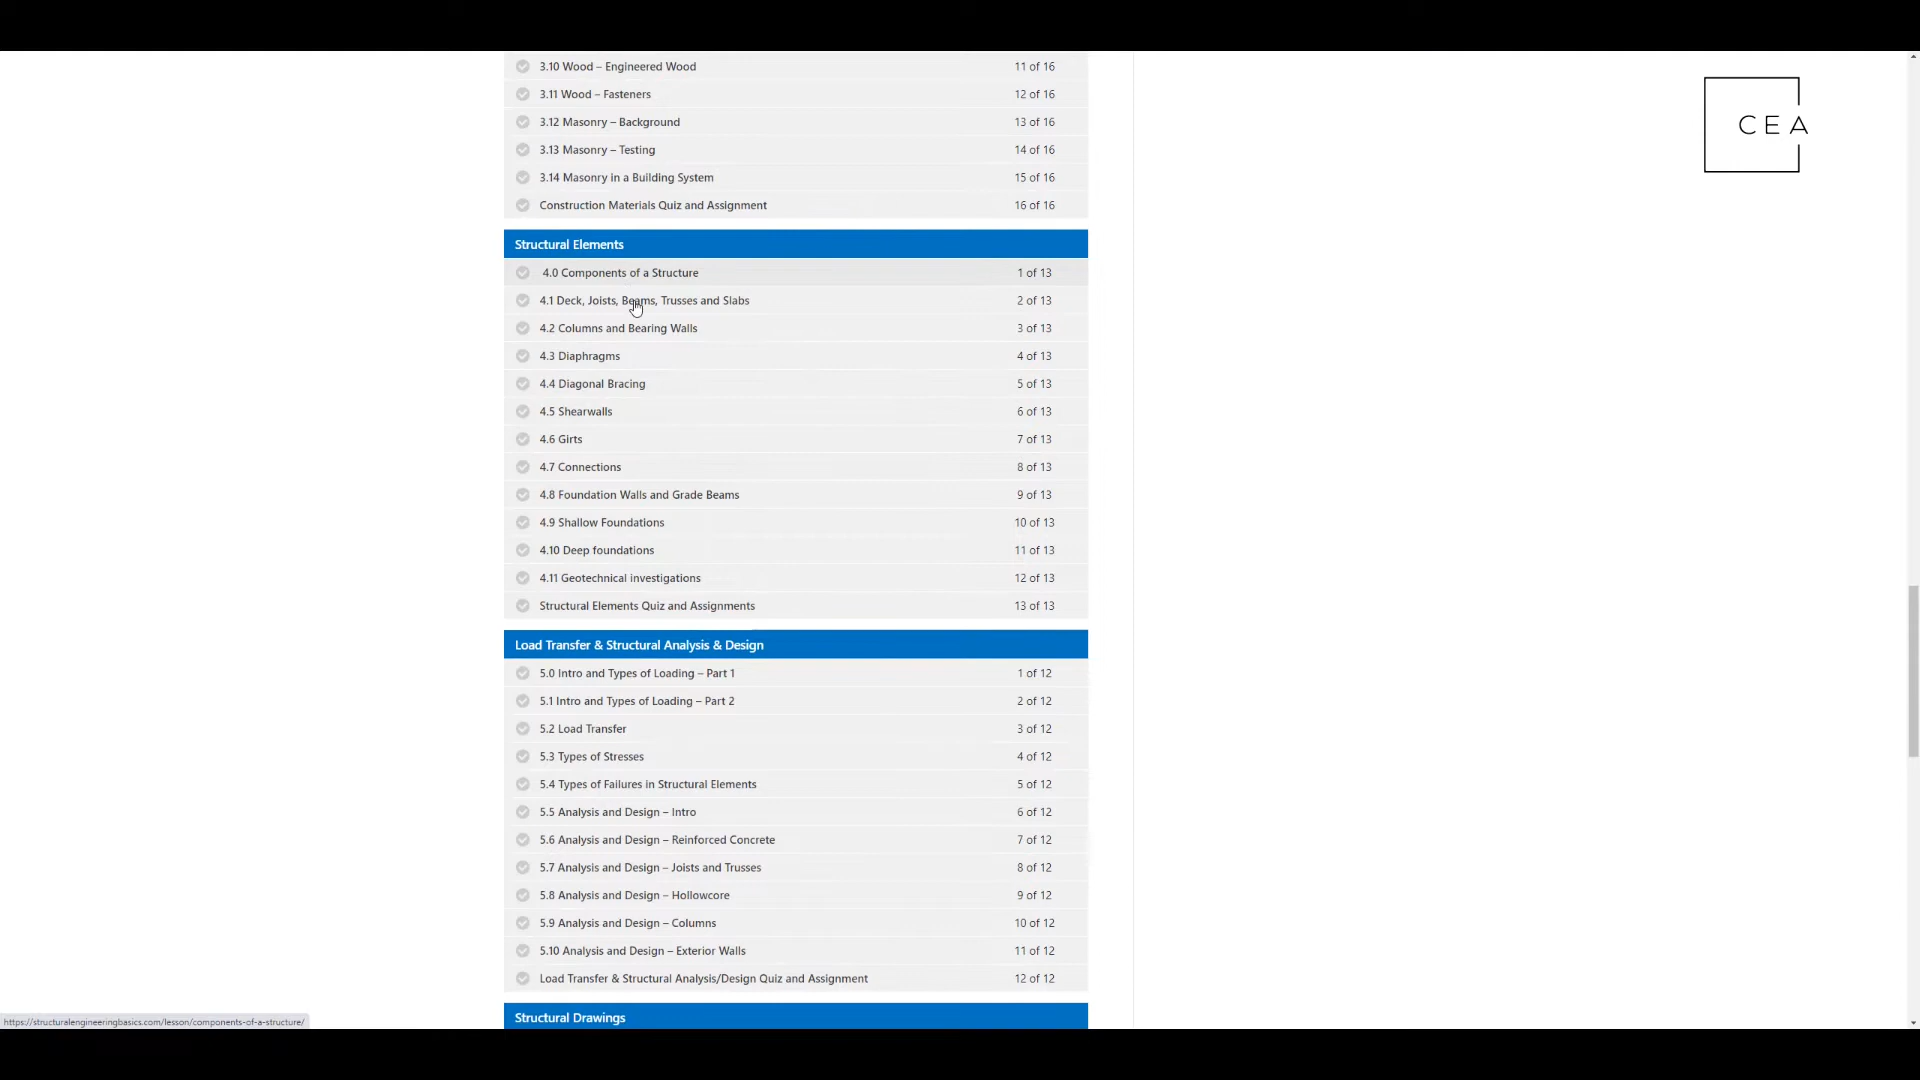 3.10 Wood – Engineered Wood 11 of 16
3.11 Wood – Fasteners 12 of 16
3.12 Masonry – Background 13 of 16
3.13 Masonry – Testing 14 of 16
3.14 Masonry in a Building System 15 of 16
Construction Materials Quiz and Assignment 16 of 16
CEA
Structural Elements
4.0 Components of a Structure 1 of 13
4.1 Deck, Joists, Beams, Trusses and Slabs 2 of 13
4.2 Columns and Bearing Walls 3 of 13
4.3 Diaphragms 4 of 13
4.4 Diagonal Bracing 5 of 13
4.5 Shearwalls 6 of 13
4.6 Girts 7 of 13
4.7 Connections 8 of 13
4.8 Foundation Walls and Grade Beams 9 of 13
4.9 Shallow Foundations 10 of 13
4.10 Deep foundations 11 of 13
4.11 Geotechnical investigations 12 of 13
Structural Elements Quiz and Assignments 13 of 13
Load Transfer & Structural Analysis & Design
5.0 Intro and Types of Loading – Part 1 1 of 12
5.1 Intro and Types of Loading – Part 2 2 of 12
5.2 Load Transfer 3 of 12
5.3 Types of Stresses 4 of 12
5.4 Types of Failures in Structural Elements 5 of 12
5.5 Analysis and Design – Intro 6 of 12
5.6 Analysis and Design – Reinforced Concrete 7 of 12
5.7 Analysis and Design – Joists and Trusses 8 of 12
5.8 Analysis and Design – Hollowcore 9 of 12
5.9 Analysis and Design – Columns 10 of 12
5.10 Analysis and Design – Exterior Walls 11 of 12
Load Transfer & Structural Analysis/Design Quiz and Assignment 12 of 12
Structural Drawings
https://structuralengineeringbasics.com/lesson/components-of-a-structure/